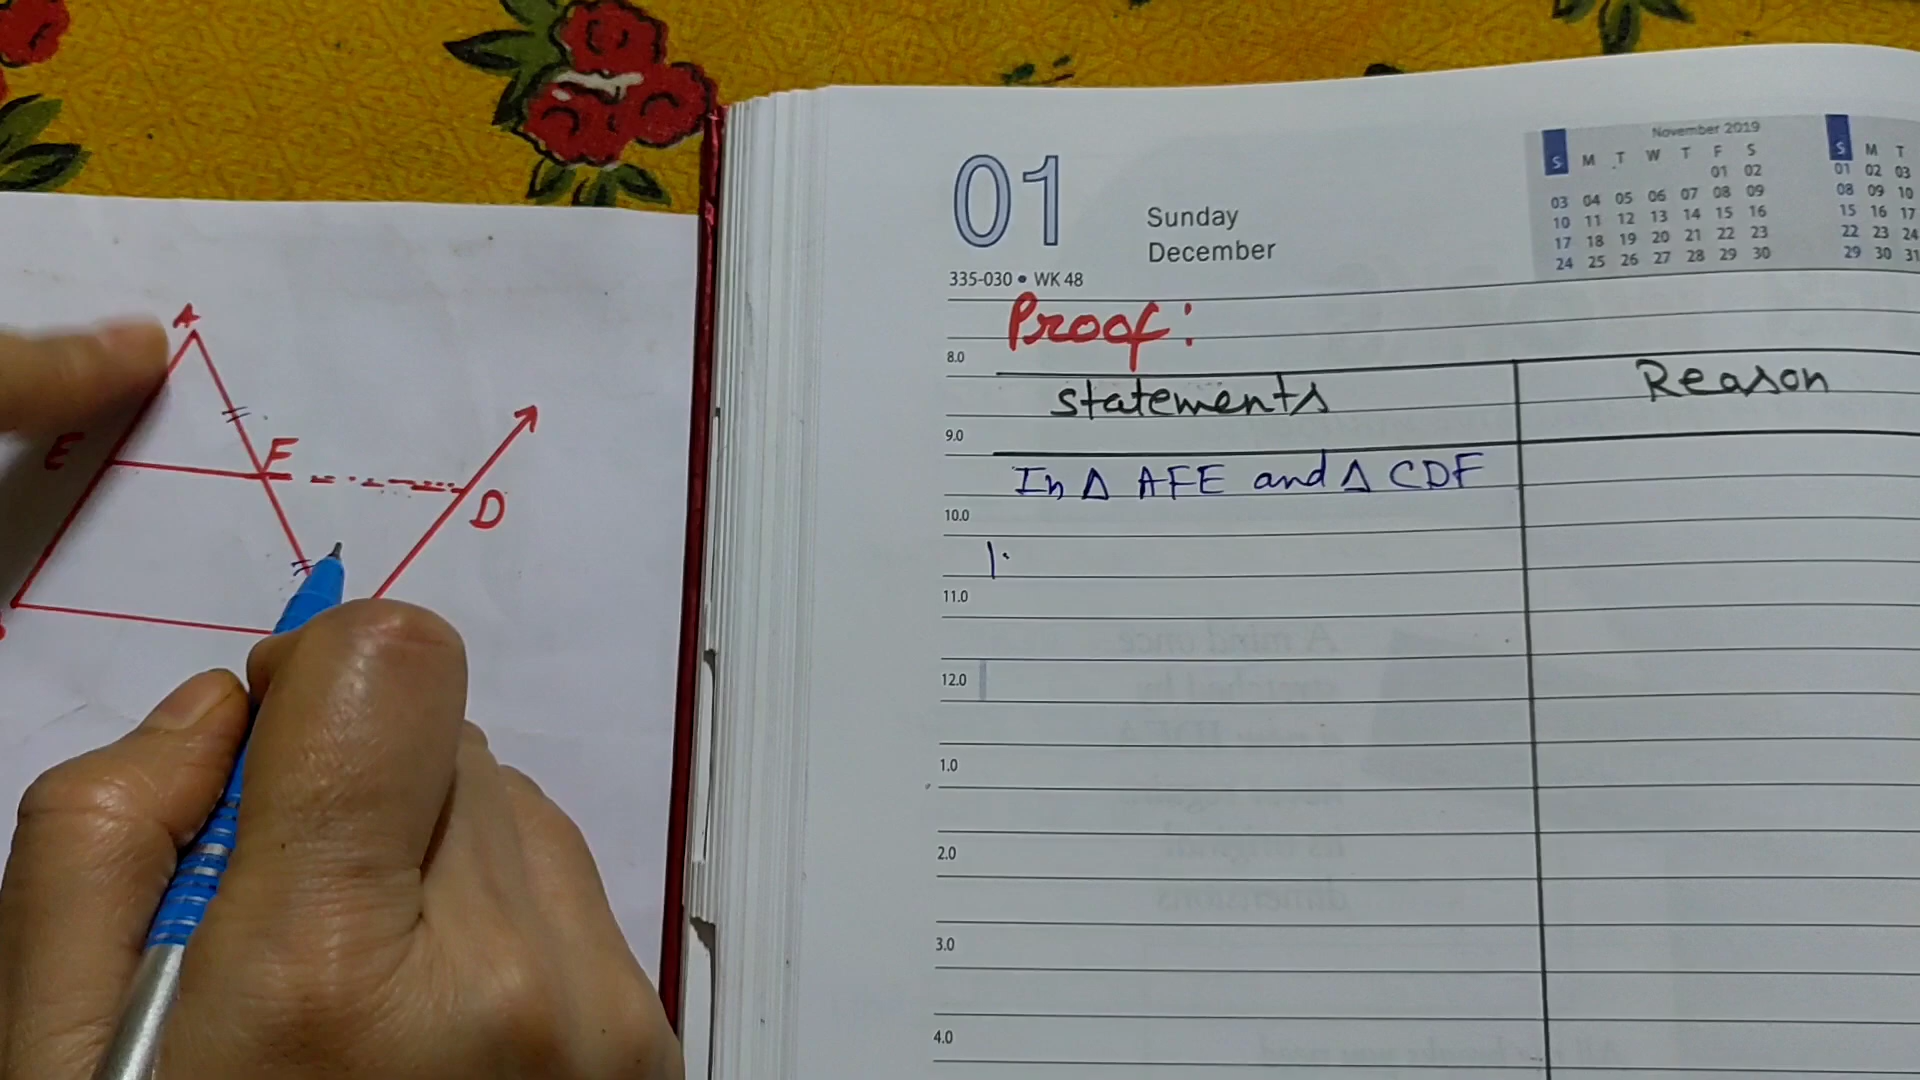 A
E
F
D
01
Sunday
December
335-030 • WK 48
November 2019
S M T W T F S
01 02
03 04 05 06 07 08 09
10 11 12 13 14 15 16
17 18 19 20 21 22 23
24 25 26 27 28 29 30
S M T
01 02 03
08 09 10
15 16 17
22 23 24
29 30 31
Proof:
8.0
statements
Reason
9.0
In Δ AFE and Δ CDF
10.0
1.
11.0
12.0
1.0
2.0
3.0
4.0